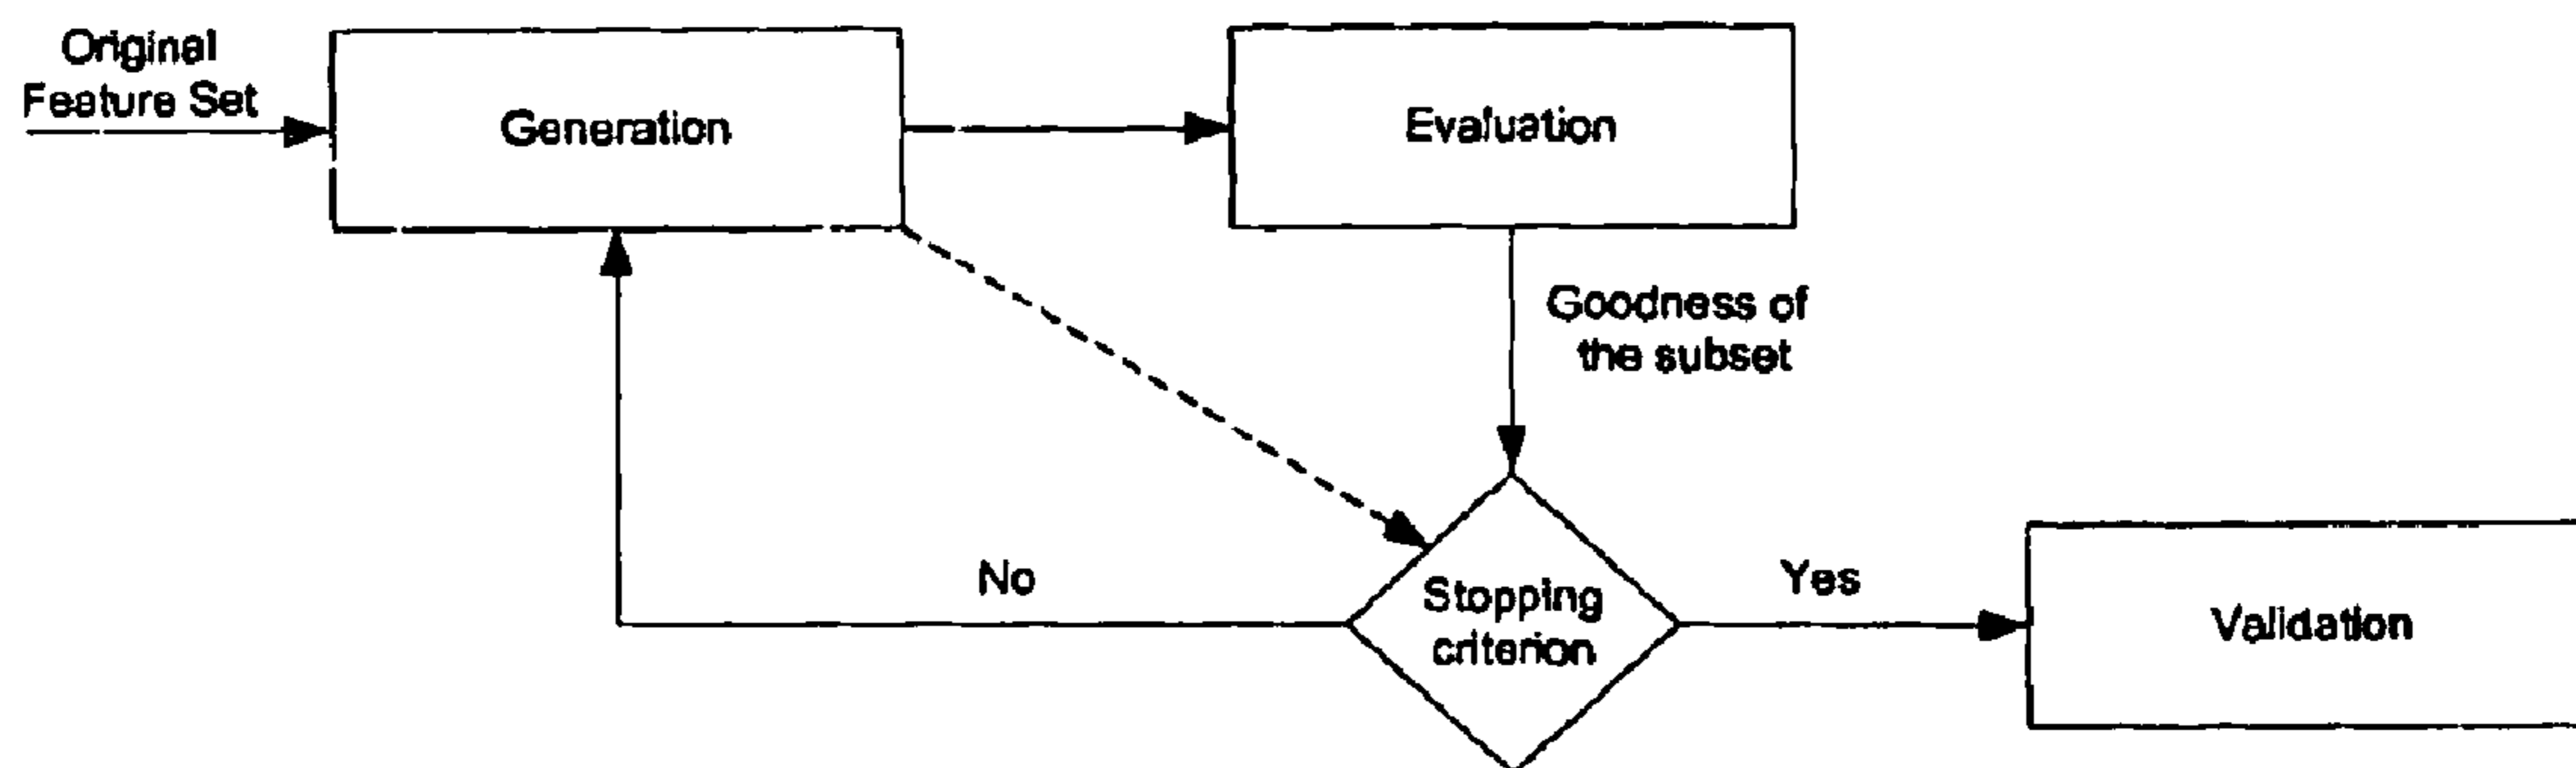 Original
Feature Set
Generation
Evaluation
Goodness of
the subset
No
Stopping
criterion
Yes
Validation